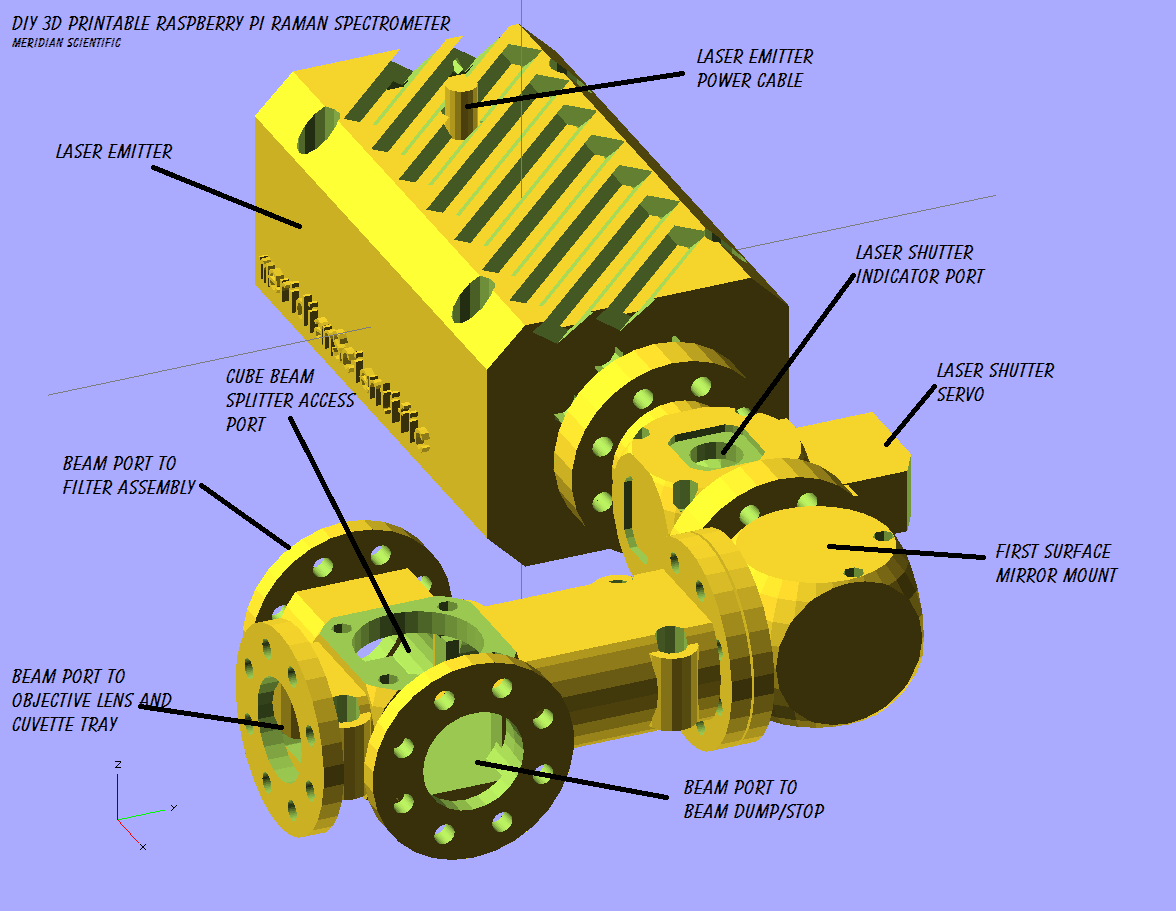 DIY 3D PRINTABLE RASPBERRY PI RAMAN SPECTROMETER
MERIDIAN SCIENTIFIC
LASER EMITTER
POWER CABLE
LASER EMITTER
LASER SHUTTER
INDICATOR PORT
LASER SHUTTER
SERVO
CUBE BEAM
SPLITTER ACCESS
PORT
BEAM PORT TO
FILTER ASSEMBLY
FIRST SURFACE
MIRROR MOUNT
BEAM PORT TO
OBJECTIVE LENS AND
CUVETTE TRAY
BEAM PORT TO
BEAM DUMP/STOP
Z
Y
X